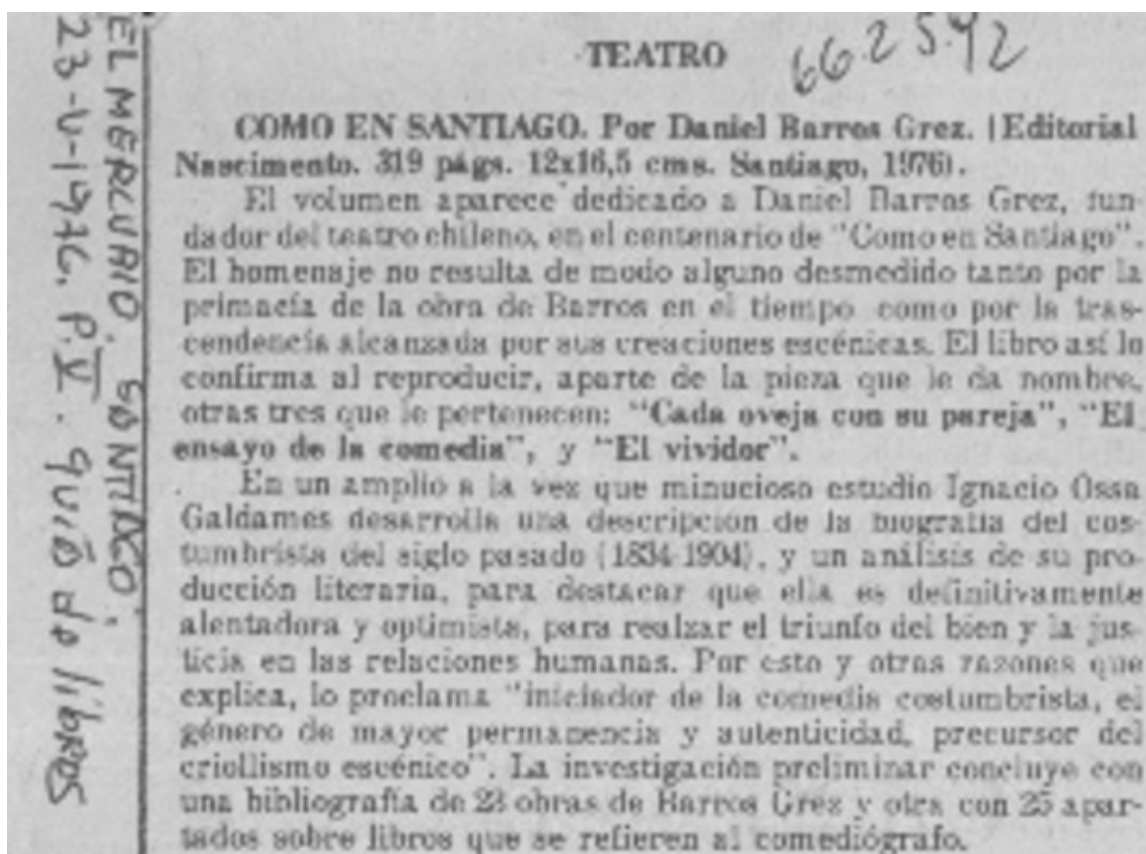 TEATRO
662592
COMO EN SANTIAGO. Por Daniel Barros Grez. (Editorial
Nascimento. 319 págs. 12x16,5 cms. Santiago, 1976).
El volumen aparece dedicado a Daniel Barros Grez, fun-
dador del teatro chileno, en el centenario de "Como en Santiago".
El homenaje no resulta de modo alguno desmedido tanto por la
primacía de la obra de Barros en el tiempo como por la tras-
cendencia alcanzada por sus creaciones escénicas. El libro así lo
confirma al reproducir, aparte de la pieza que le da nombre,
otras tres que le pertenecen: "Cada oveja con su pareja", "El
ensayo de la comedia", y "El vividor".
En un amplio a la vez que minucioso estudio Ignacio Ossa
Galdames desarrolla una descripción de la biografía del cos-
tumbrista del siglo pasado (1834-1904), y un análisis de su pro-
ducción literaria, para destacar que ella es definitivamente
alentadora y optimista, para realzar el triunfo del bien y la jus-
ticia en las relaciones humanas. Por esto y otras razones que
explica, lo proclama "iniciador de la comedia costumbrista, el
género de mayor permanencia y autenticidad, precursor del
criollismo escénico". La investigación preliminar concluye con
una bibliografía de 23 obras de Barros Grez y otra con 25 apar-
tados sobre libros que se refieren al comediógrafo.
EL MERCURIO. SANTIAGO.
23-V-1976. P. V. guía de libros